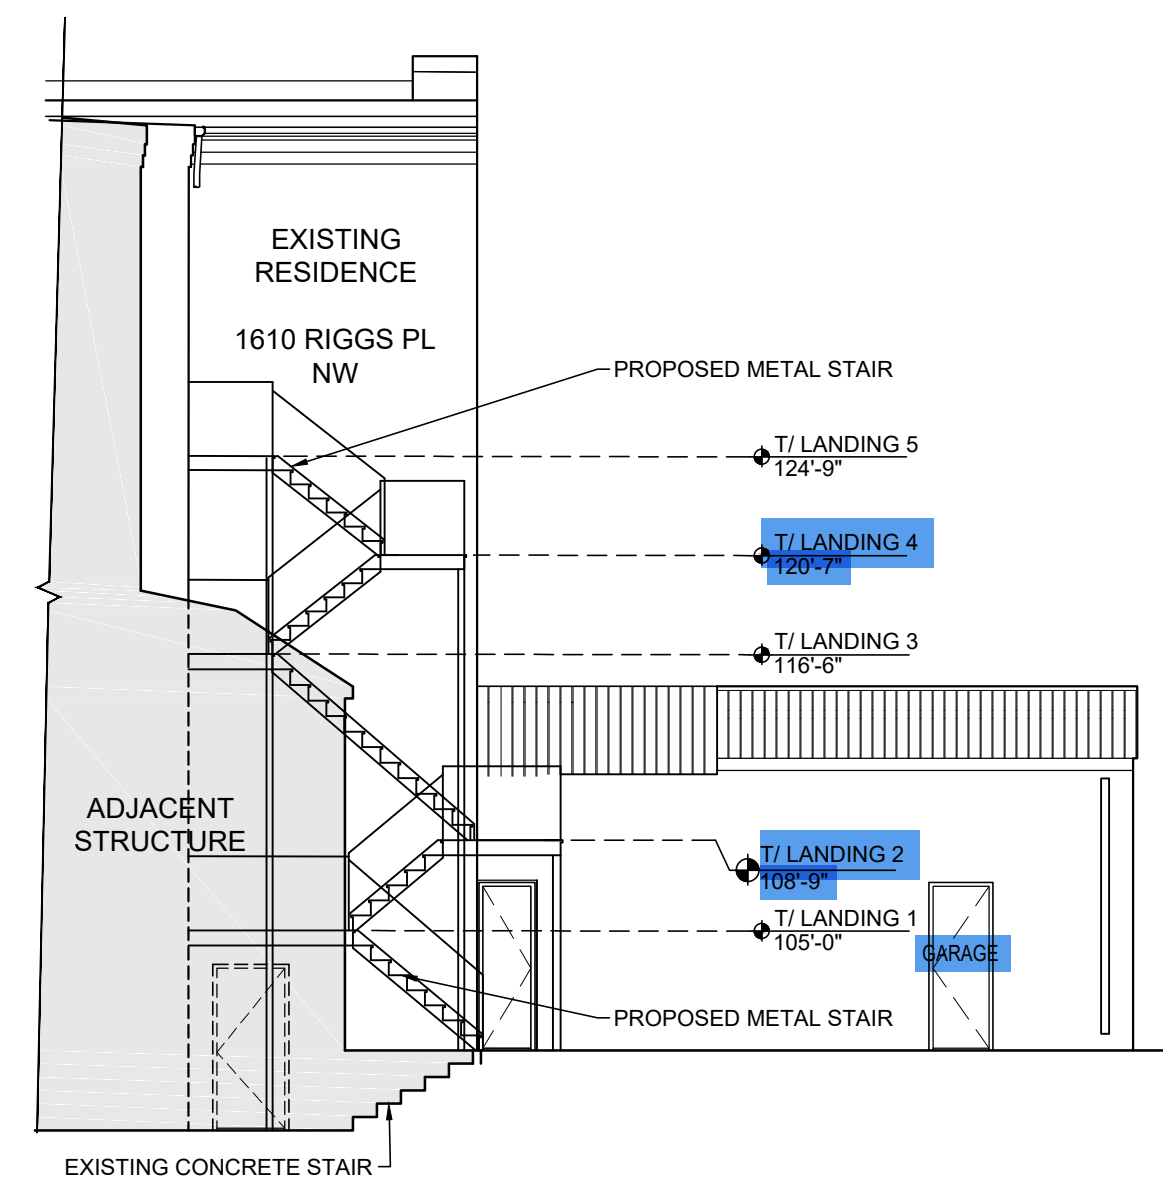 EXISTING
RESIDENCE
1610 RIGGS PL
NW
PROPOSED METAL STAIR
T/ LANDING 5
124'-9"
T/ LANDING 4
120'-7"
T/ LANDING 3
116'-6"
ADJACENT
STRUCTURE
T/ LANDING 2
108'-9"
T/ LANDING 1
105'-0"
GARAGE
PROPOSED METAL STAIR
EXISTING CONCRETE STAIR